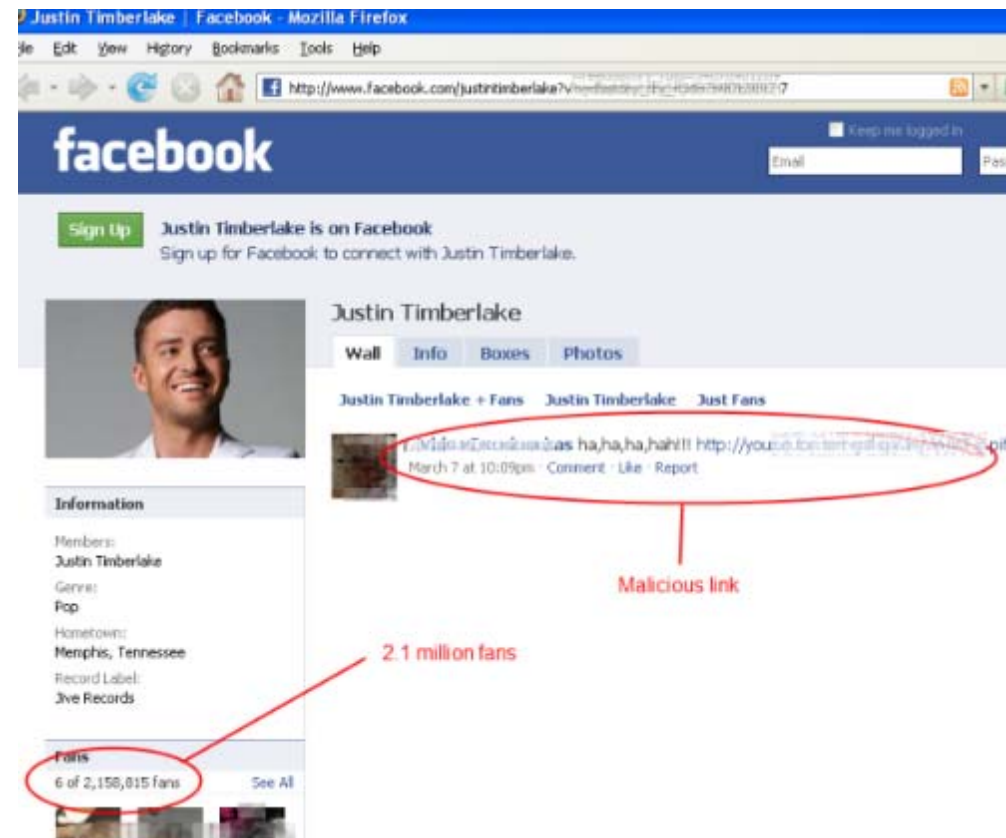 Justin Timberlake | Facebook - Mozilla Firefox
Edit View History Bookmarks Tools Help
http://www.facebook.com/justintimberlake?v
facebook
Keep me logged in
Email
Pas
Sign Up
Justin Timberlake is on Facebook
Sign up for Facebook to connect with Justin Timberlake.
Justin Timberlake
Wall Info Boxes Photos
Justin Timberlake + Fans Justin Timberlake Just Fans
as ha,ha,ha,hah!!! http://you
March 7 at 10:09pm · Comment · Like · Report
Malicious link
Information
Members:
Justin Timberlake
Genre:
Pop
Hometown:
Memphis, Tennessee
Record Label:
Jive Records
2.1 million fans
Fans
6 of 2,158,815 fans See All